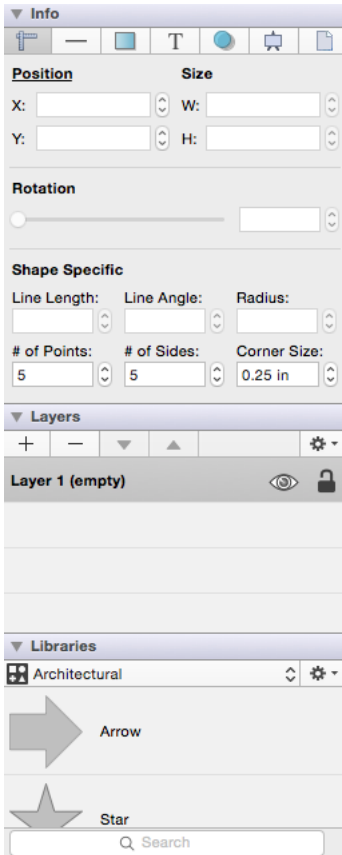 Info
T
Position Size
X: W:
Y: H:
Rotation
Shape Specific
Line Length: Line Angle: Radius:
# of Points: # of Sides: Corner Size:
5 5 0.25 in
Layers
Layer 1 (empty)
Libraries
Architectural
Arrow
Star
Search